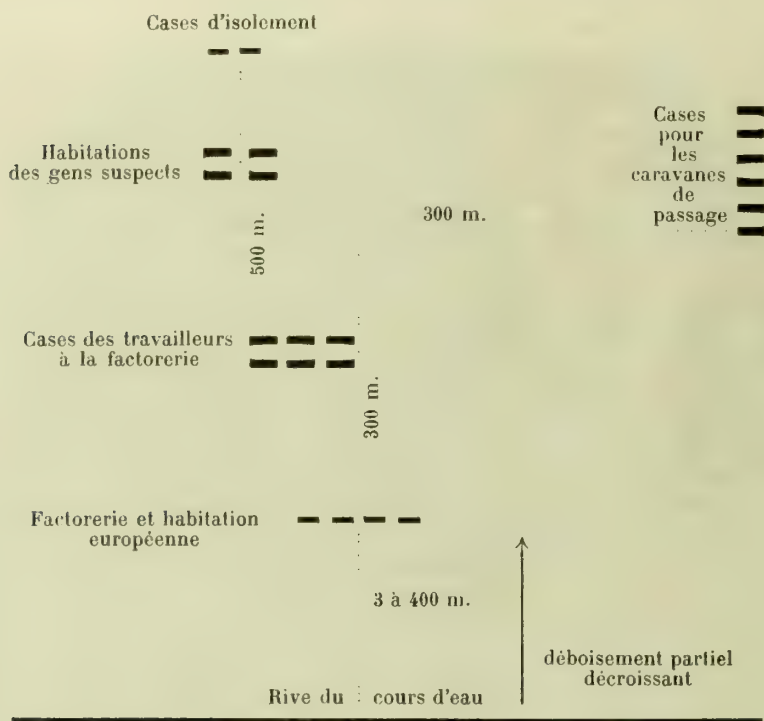 Cases d'isolement
Habitations
des gens suspects
500 m.
300 m.
Cases
pour
les
caravanes
de
passage
Cases des travailleurs
à la factorerie
300 m.
Factorerie et habitation
européenne
3 à 400 m.
déboisement partiel
décroissant
Rive du cours d'eau